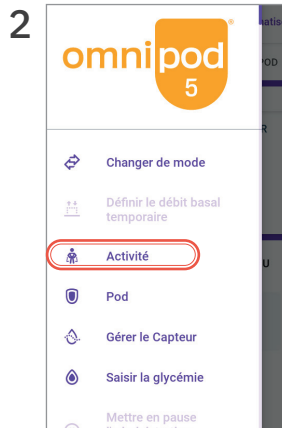 2
omnipod
5
Changer de mode
Définir le débit basal
temporaire
Activité
Pod
Gérer le Capteur
Saisir la glycémie
Mettre en pause